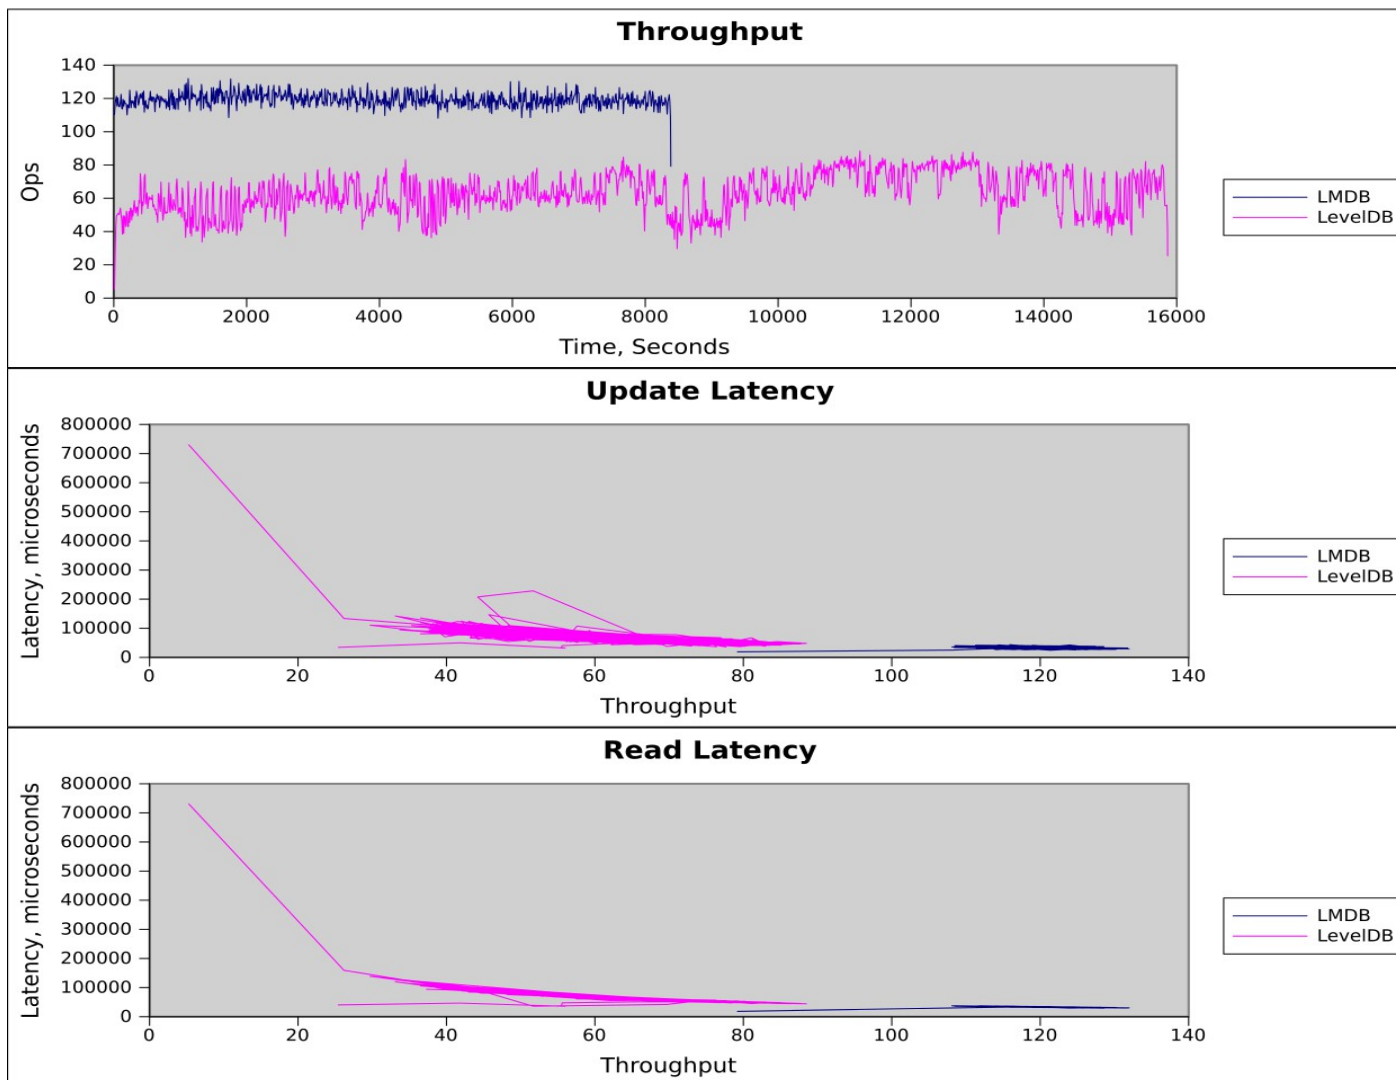 Throughput
140
120
100
80
60
40
20
0
Ops
0 2000 4000 6000 8000 10000 12000 14000 16000
Time, Seconds
LMDB
LevelDB
Update Latency
800000
700000
600000
500000
400000
300000
200000
100000
0
Latency, microseconds
0 20 40 60 80 100 120 140
Throughput
LMDB
LevelDB
Read Latency
800000
700000
600000
500000
400000
300000
200000
100000
0
Latency, microseconds
0 20 40 60 80 100 120 140
Throughput
LMDB
LevelDB